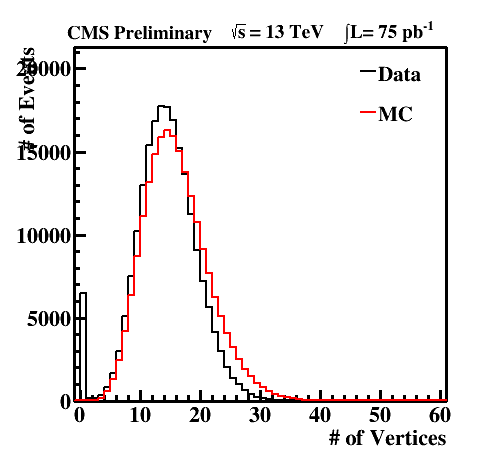 CMS Preliminary √s = 13 TeV ∫L= 75 pb⁻¹
# of Events
20000
15000
10000
5000
0
Data
MC
0 10 20 30 40 50 60
# of Vertices